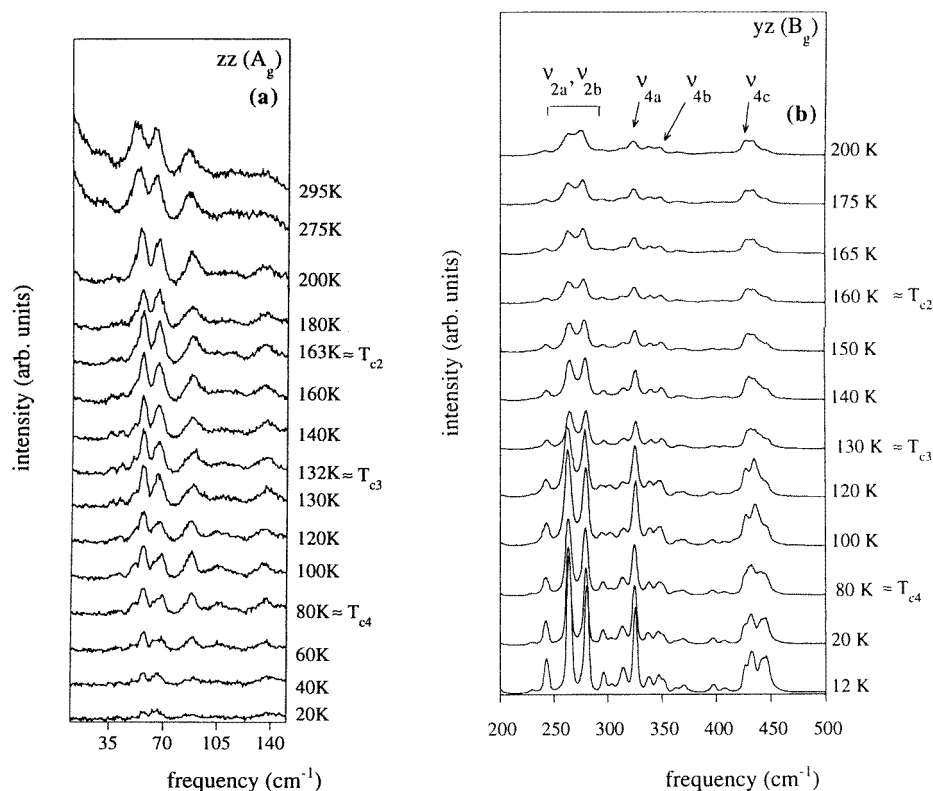 zz (A_g)
(a)
295K
275K
200K
180K
163K ≈ T_c2
160K
140K
132K ≈ T_c3
130K
120K
100K
80K ≈ T_c4
60K
40K
20K
35 70 105 140
frequency (cm⁻¹)
intensity (arb. units)
yz (B_g)
ν_2a, ν_2b
ν_4a
ν_4b
ν_4c
(b)
200 K
175 K
165 K
160 K ≈ T_c2
150 K
140 K
130 K ≈ T_c3
120 K
100 K
80 K ≈ T_c4
20 K
12 K
200 250 300 350 400 450 500
frequency (cm⁻¹)
intensity (arb. units)